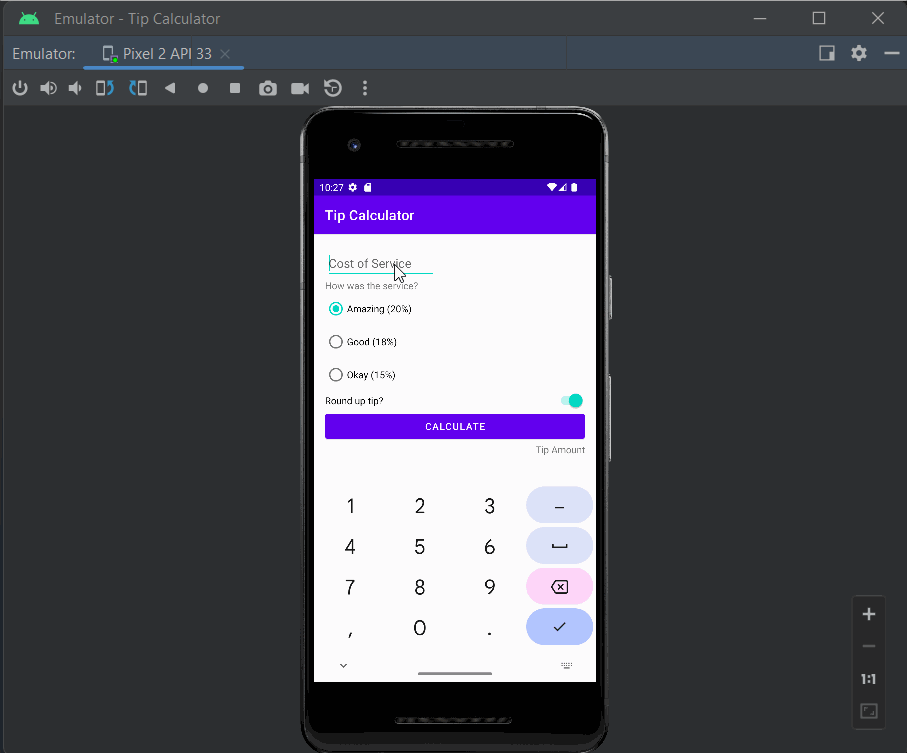 Emulator - Tip Calculator
Emulator: Pixel 2 API 33
10:27
Tip Calculator
Cost of Service
How was the service?
Amazing (20%)
Good (18%)
Okay (15%)
Round up tip?
CALCULATE
Tip Amount
1 2 3 –
4 5 6
7 8 9
, 0 .
1:1